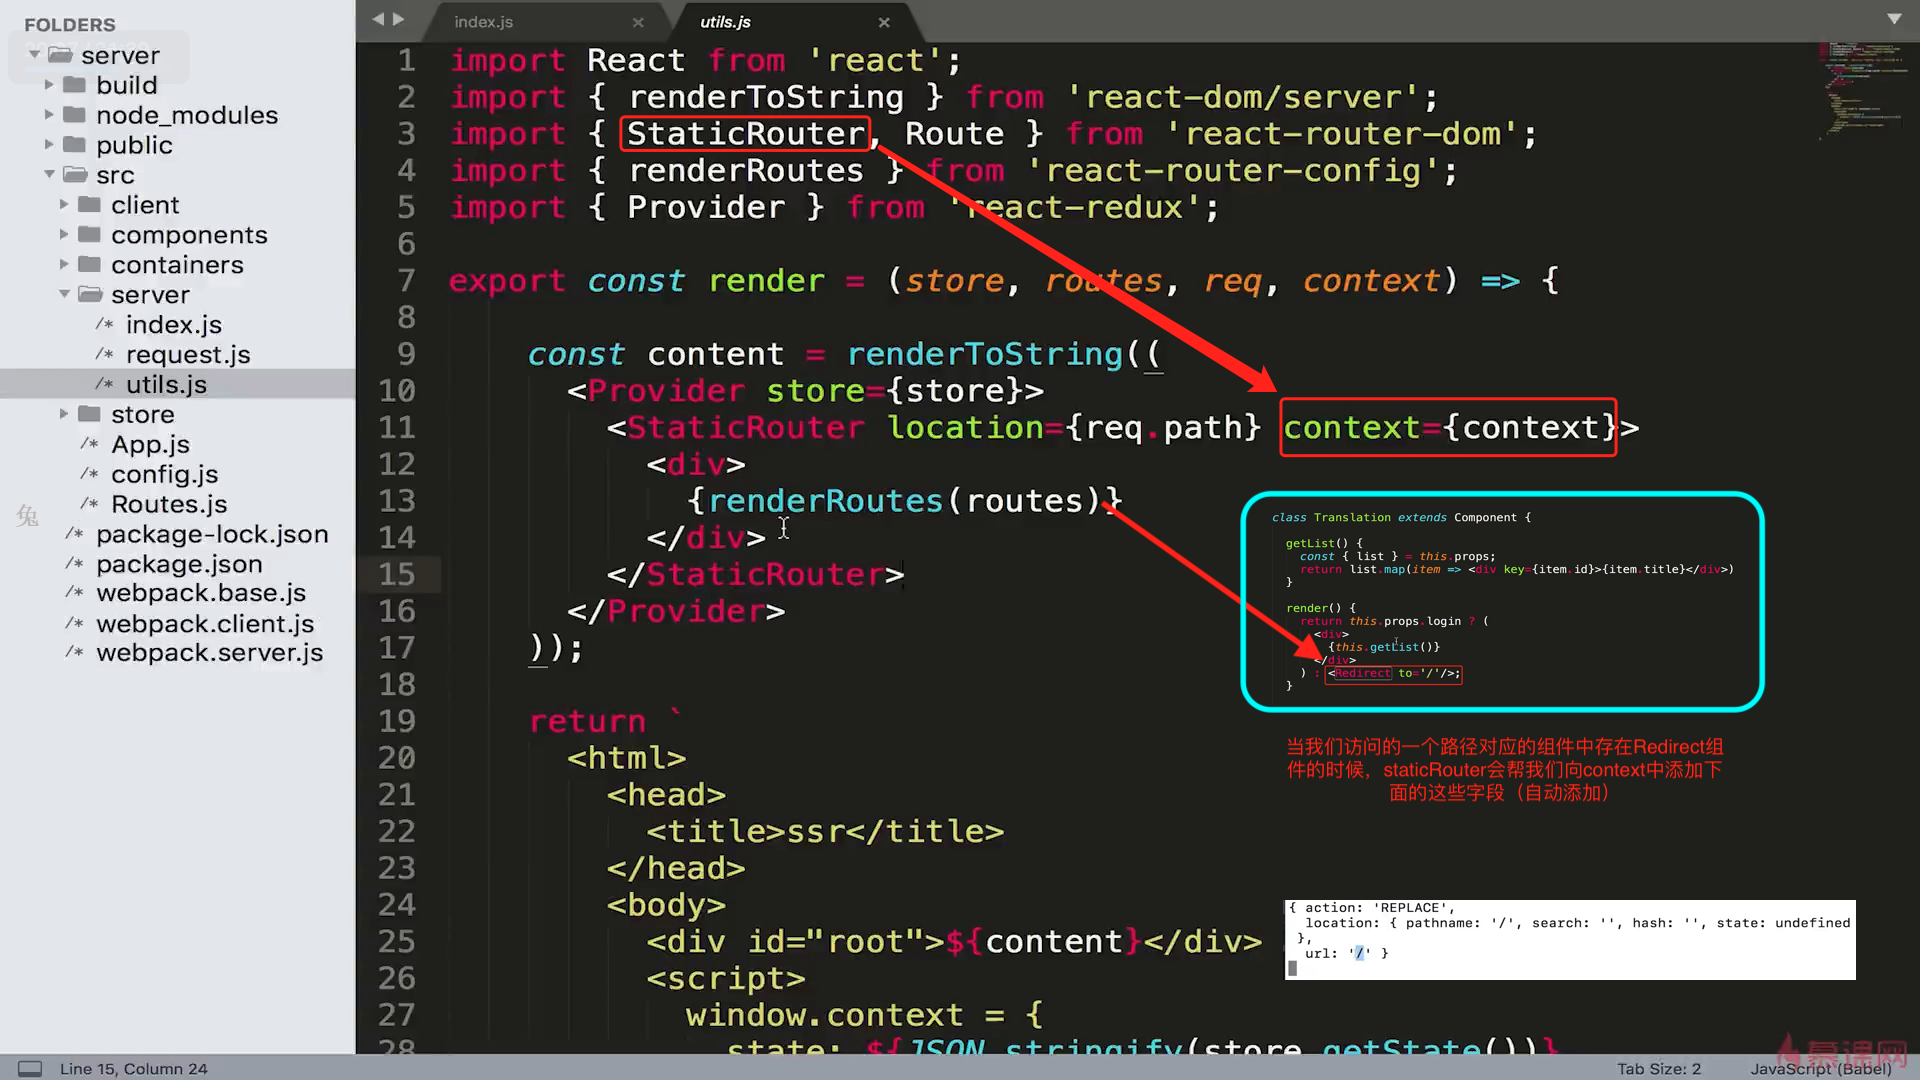 FOLDERS
server
build
node_modules
public
src
client
components
containers
server
/* index.js
/* request.js
/* utils.js
store
/* App.js
/* config.js
/* Routes.js
/* package-lock.json
/* package.json
/* webpack.base.js
/* webpack.client.js
/* webpack.server.js
兔
index.js ×
utils.js ×
1 import React from 'react';
2 import { renderToString } from 'react-dom/server';
3 import { StaticRouter, Route } from 'react-router-dom';
4 import { renderRoutes } from 'react-router-config';
5 import { Provider } from 'react-redux';
6
7 export const render = (store, routes, req, context) => {
8
9 const content = renderToString((
10 <Provider store={store}>
11 <StaticRouter location={req.path} context={context}>
12 <div>
13 {renderRoutes(routes)}
14 </div>
15 </StaticRouter>
16 </Provider>
17 ));
18
19 return `
20 <html>
21 <head>
22 <title>ssr</title>
23 </head>
24 <body>
25 <div id="root">${content}</div>
26 <script>
27 window.context = {
28 state: ${JSON.stringify(store.getState())}
class Translation extends Component {
getList() {
const { list } = this.props;
return list.map(item => <div key={item.id}>{item.title}</div>)
}
render() {
return this.props.login ? (
<div>
{this.getList()}
</div>
) : <Redirect to='/'/>;
}
当我们访问的一个路径对应的组件中存在Redirect组
件的时候，staticRouter会帮我们向context中添加下
面的这些字段（自动添加）
{ action: 'REPLACE',
location: { pathname: '/', search: '', hash: '', state: undefined
},
url: '/' }
慕课网
Line 15, Column 24
Tab Size: 2
JavaScript (Babel)